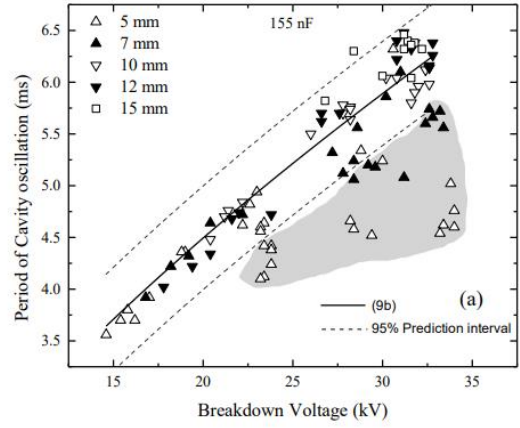 155 nF
5 mm
7 mm
10 mm
12 mm
15 mm
6.5
6.0
5.5
5.0
4.5
4.0
3.5
Period of Cavity oscillation (ms)
(a)
(9b)
95% Prediction interval
15 20 25 30 35
Breakdown Voltage (kV)